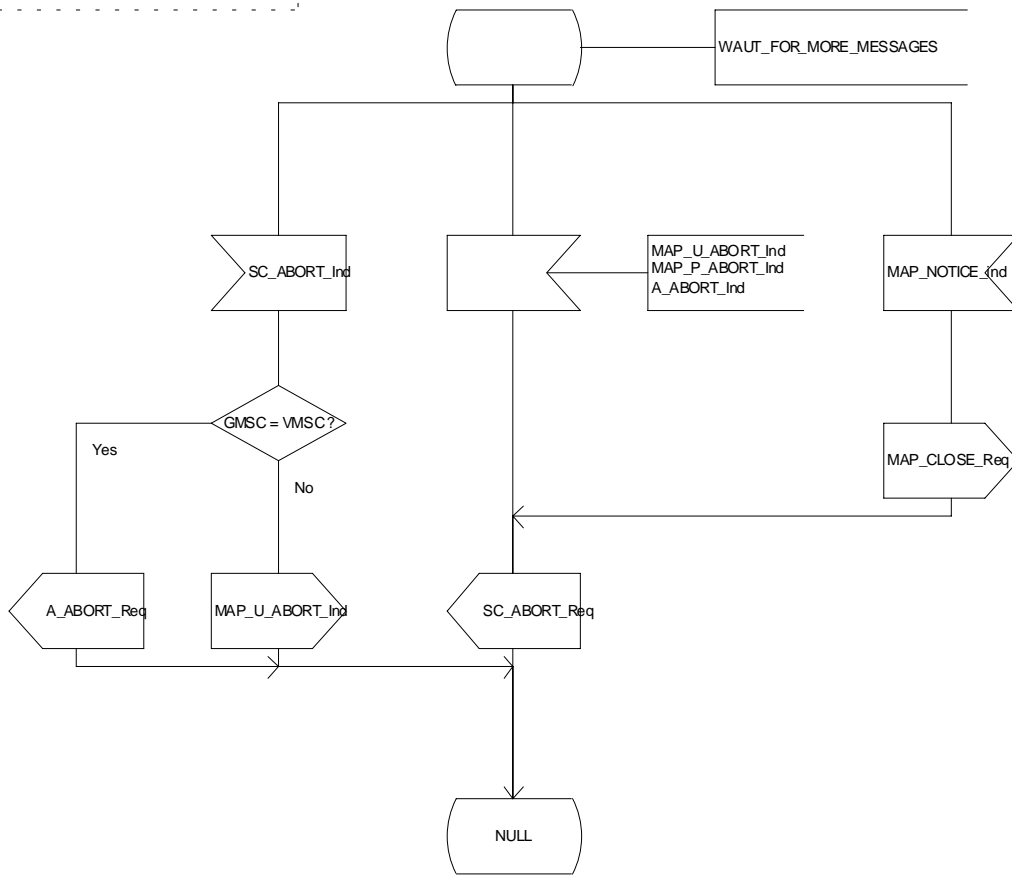 WAUT_FOR_MORE_MESSAGES
SC_ABORT_Ind
MAP_U_ABORT_Ind
MAP_P_ABORT_Ind
A_ABORT_Ind
MAP_NOTICE_Ind
GMSC = VMSC?
Yes
No
MAP_CLOSE_Req
A_ABORT_Req
MAP_U_ABORT_Ind
SC_ABORT_Req
NULL